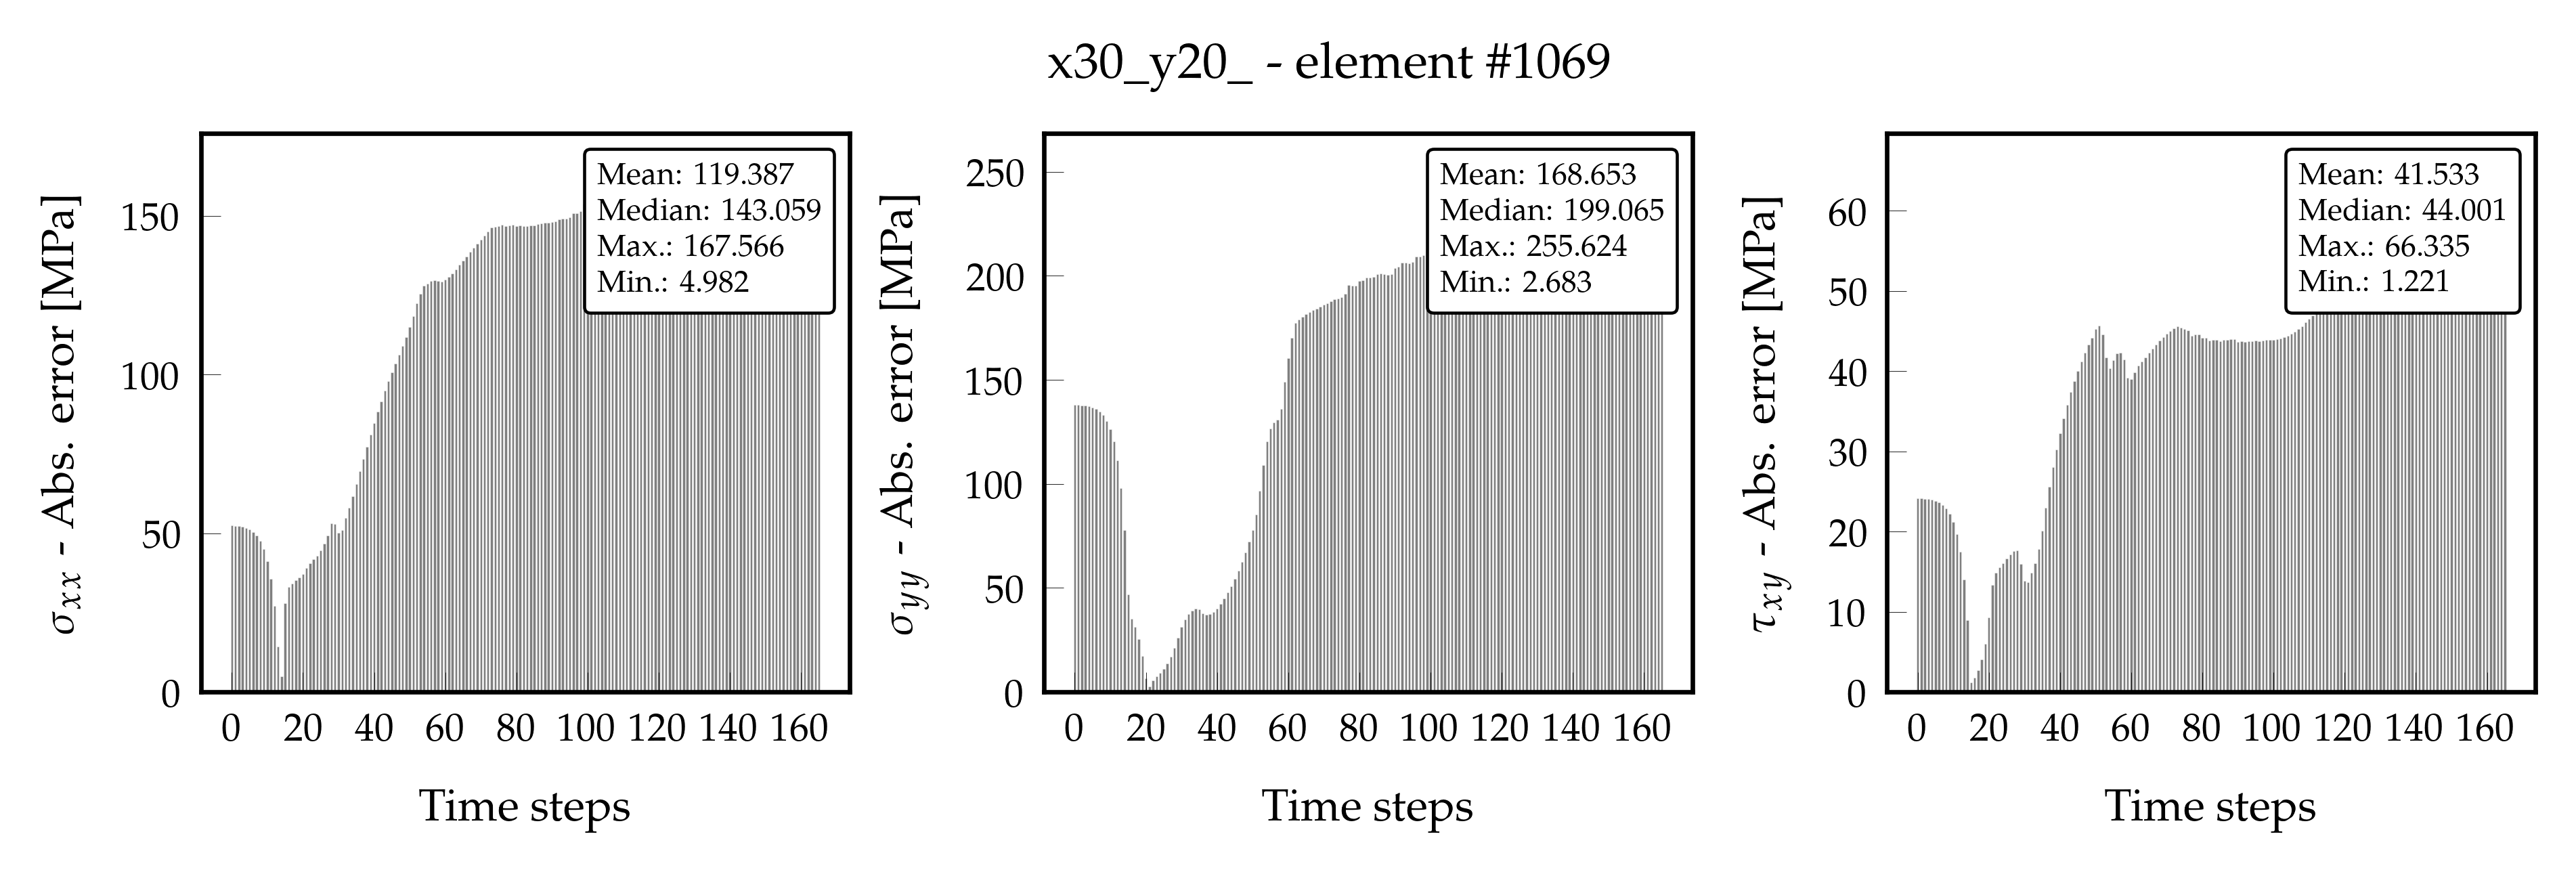 x30_y20_ - element #1069
σxx - Abs. error [MPa]
150
100
50
0
Mean: 119.387
Median: 143.059
Max.: 167.566
Min.: 4.982
0 20 40 60 80 100 120 140 160
Time steps
σyy - Abs. error [MPa]
250
200
150
100
50
0
Mean: 168.653
Median: 199.065
Max.: 255.624
Min.: 2.683
0 20 40 60 80 100 120 140 160
Time steps
τxy - Abs. error [MPa]
60
50
40
30
20
10
0
Mean: 41.533
Median: 44.001
Max.: 66.335
Min.: 1.221
0 20 40 60 80 100 120 140 160
Time steps